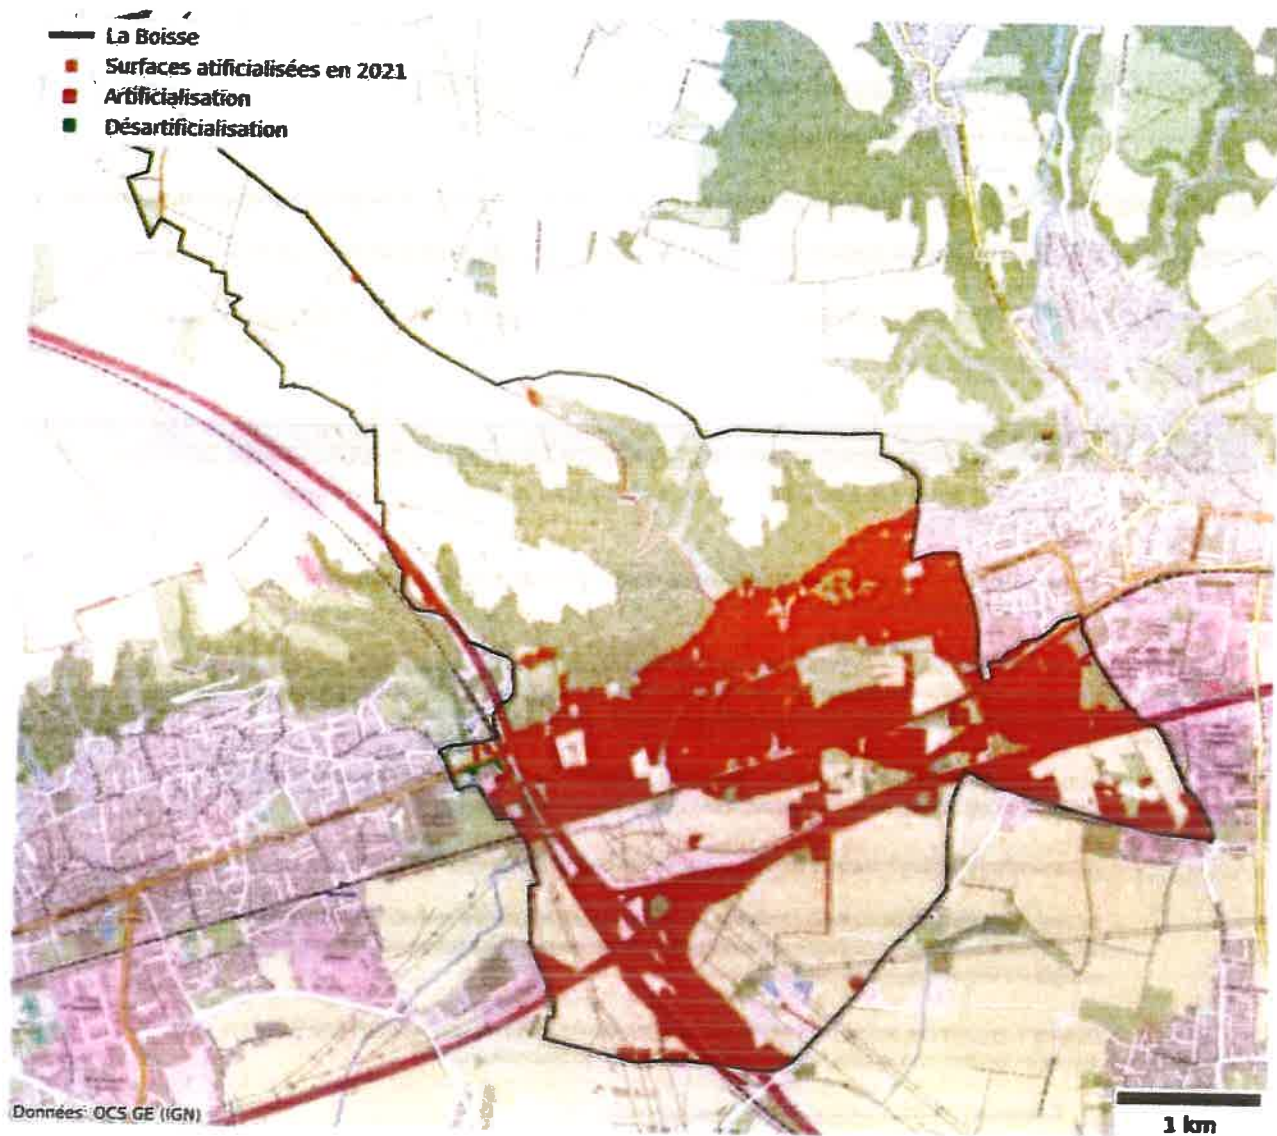 La Boisse
Surfaces atificialisées en 2021
Artificialisation
Désartificialisation
Données: OCS GE (IGN)
1 km